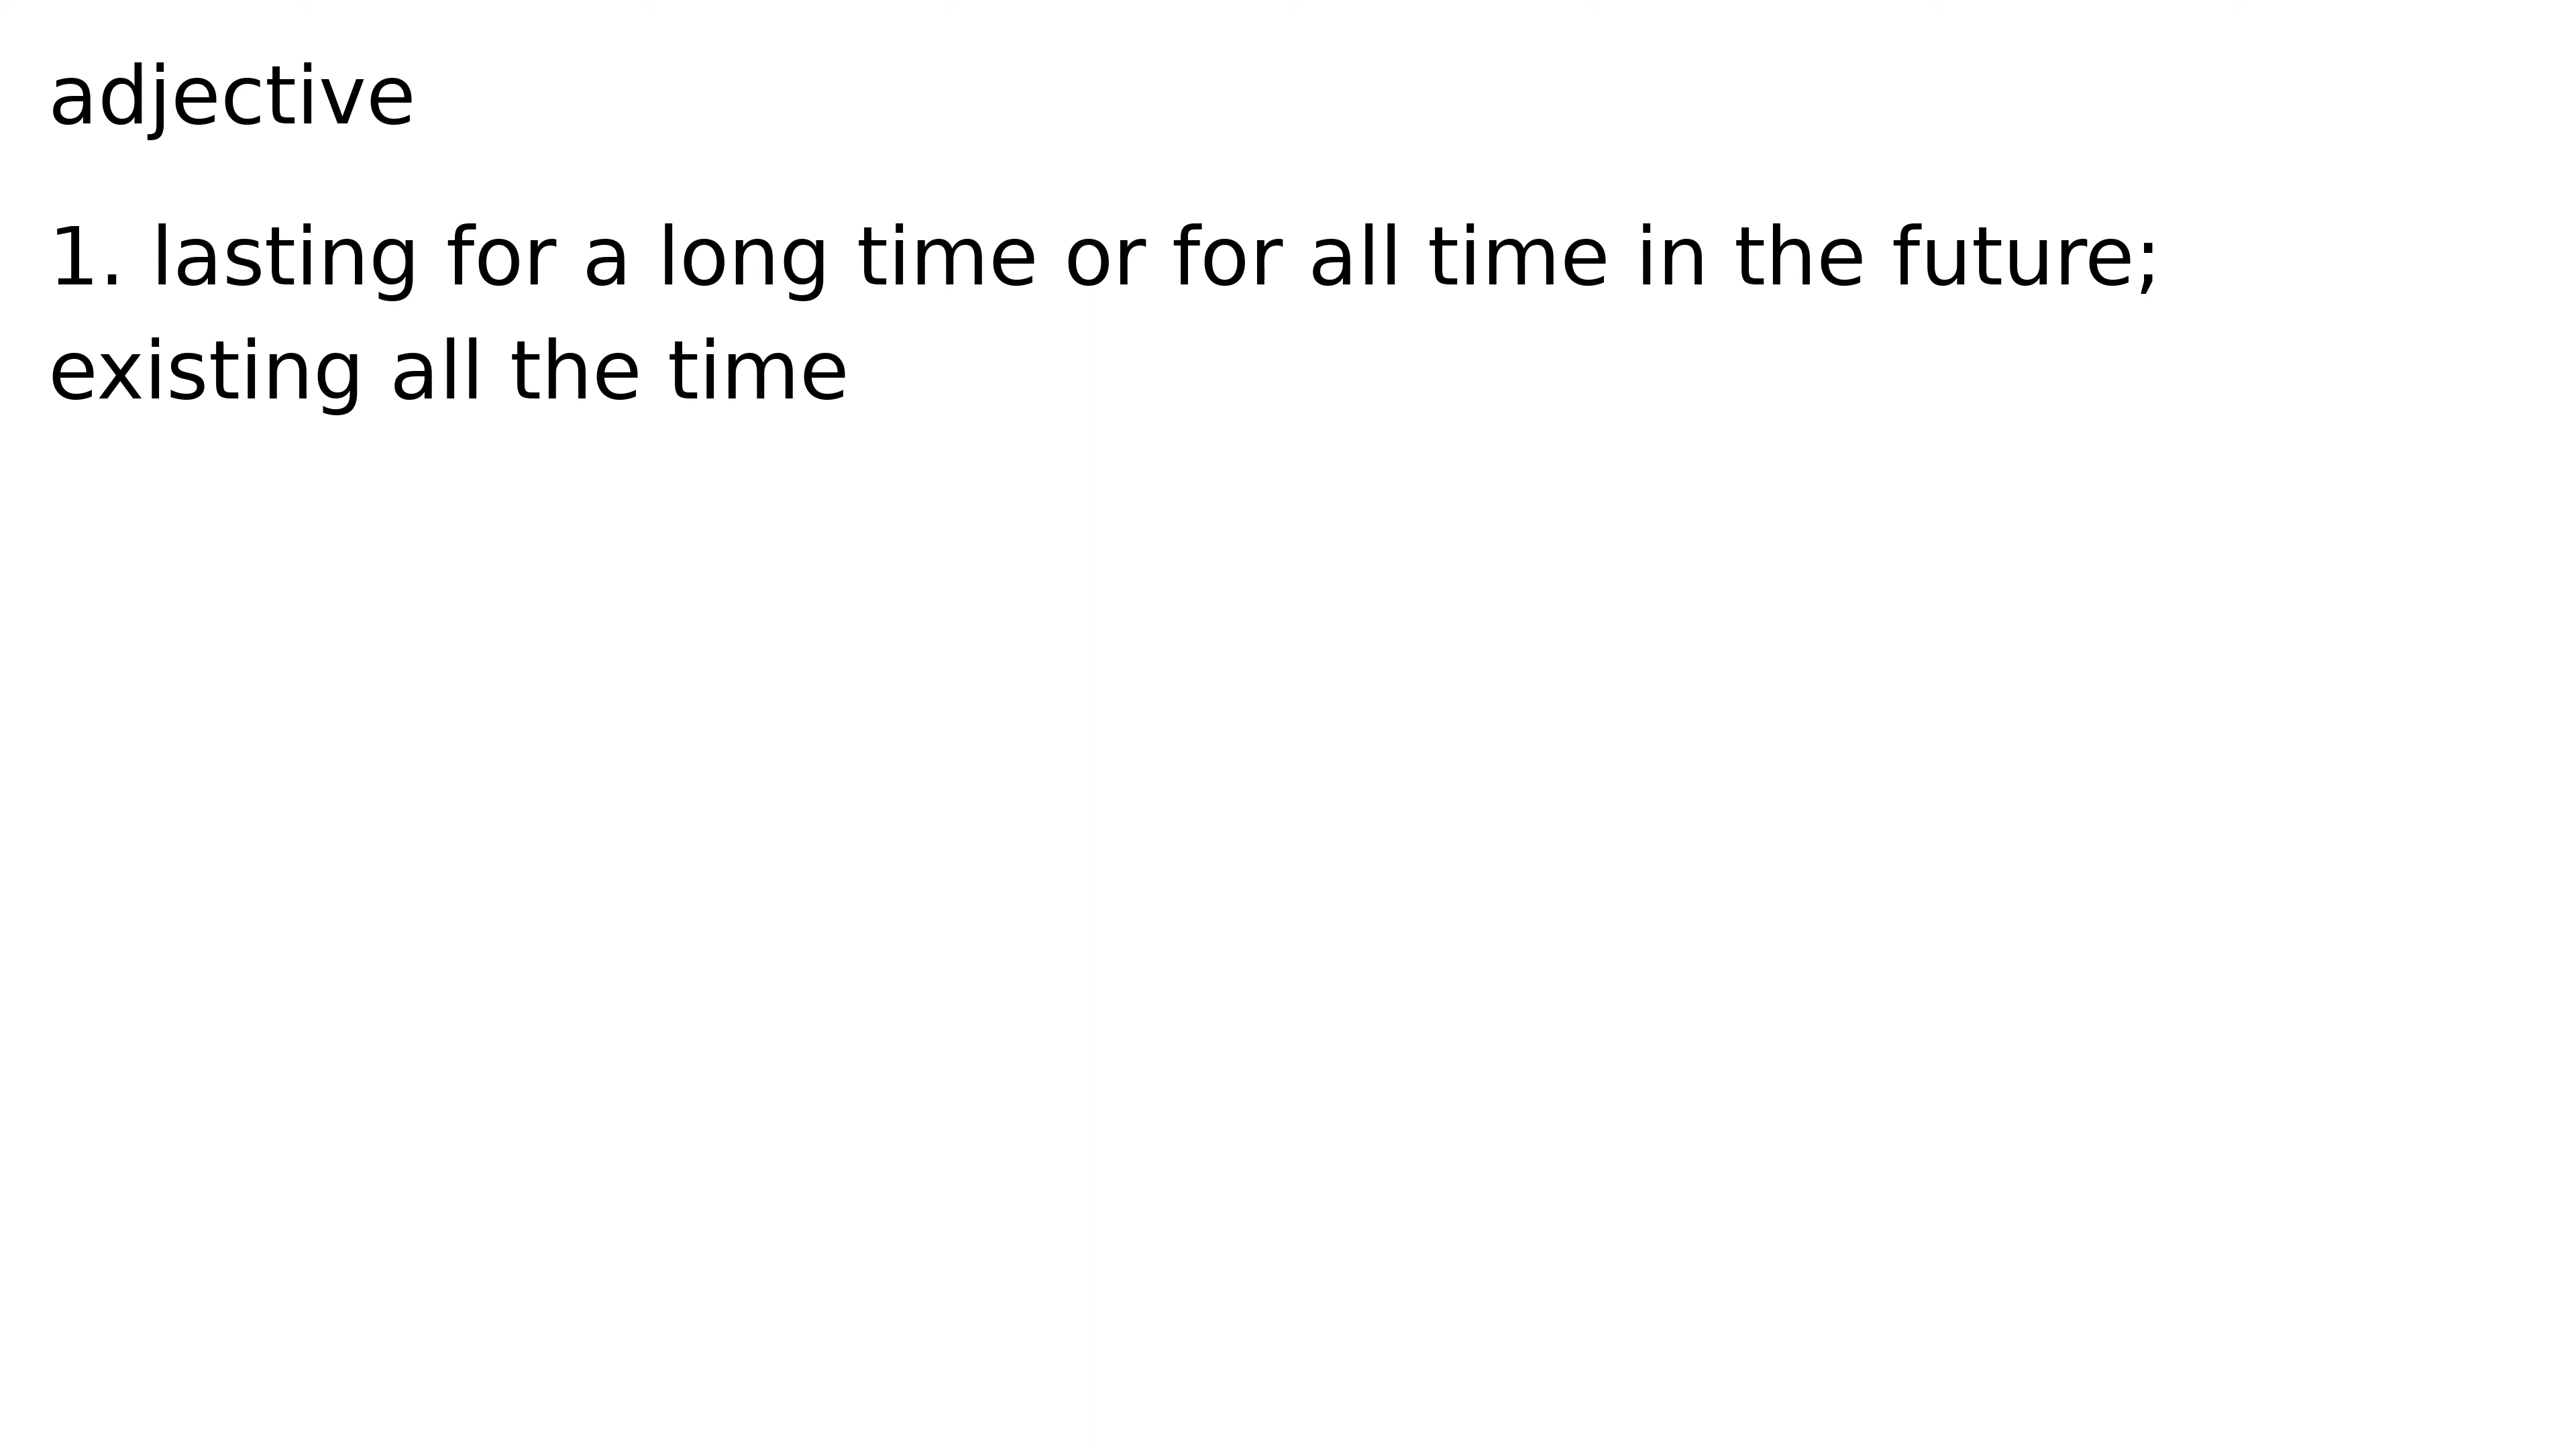 adjective
1. lasting for a long time or for all time in the future;
existing all the time